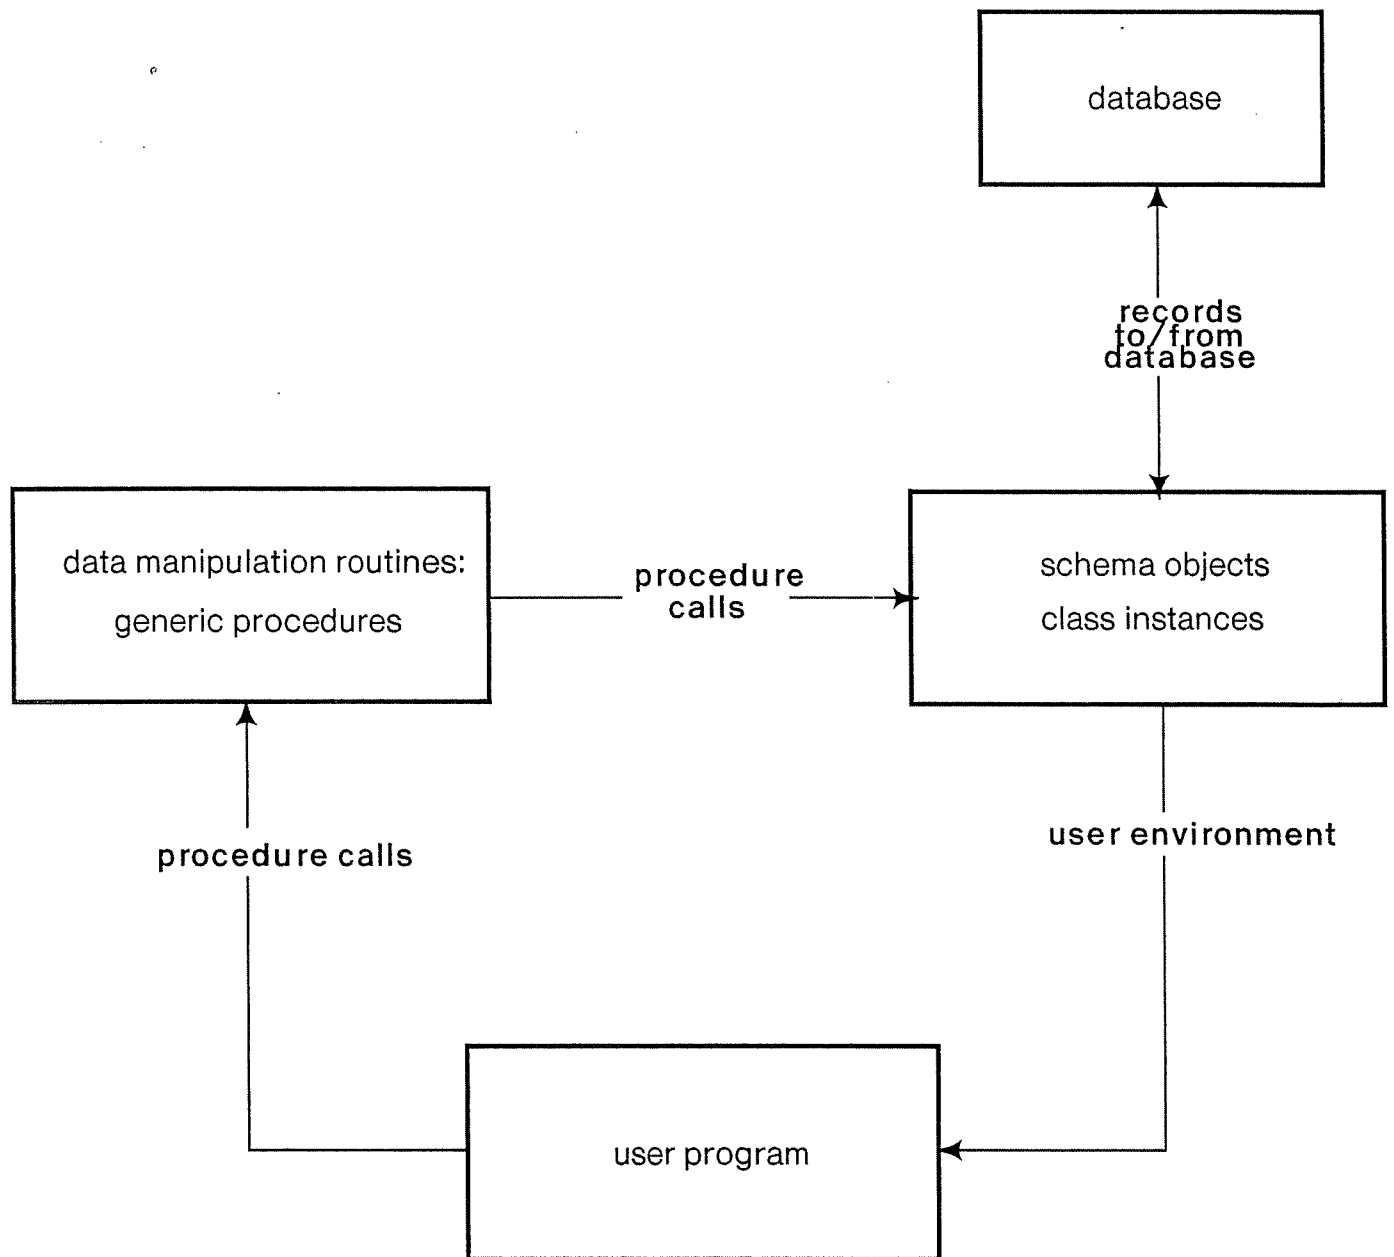 database
records
to/from
database
data manipulation routines:
generic procedures
procedure
calls
schema objects
class instances
procedure calls
user environment
user program